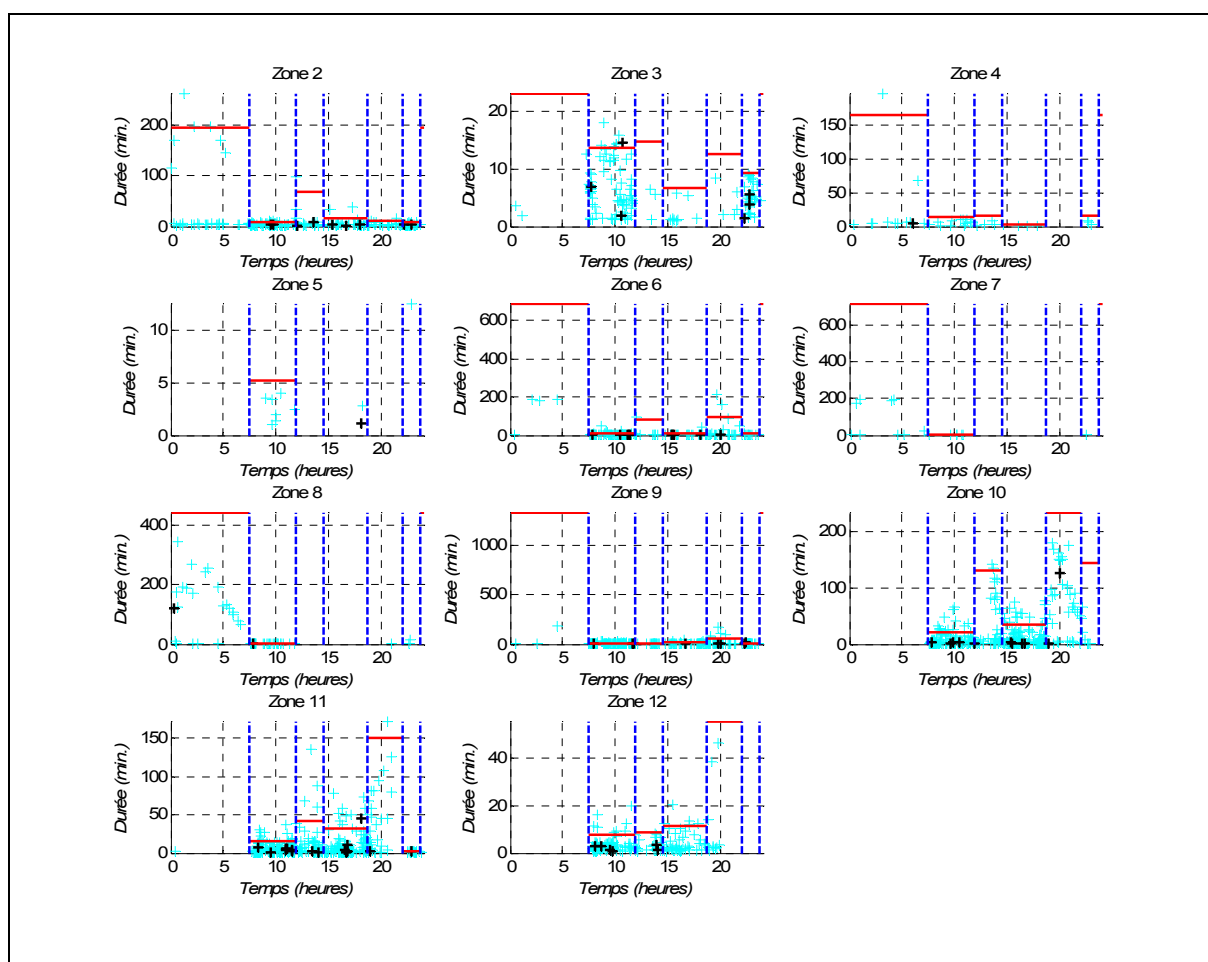 Zone 2
Zone 3
Zone 4
200
100
0
Durée (min.)
0 5 10 15 20
Temps (heures)
20
10
0
Durée (min.)
0 5 10 15 20
Temps (heures)
150
100
50
0
Durée (min.)
0 5 10 15 20
Temps (heures)
Zone 5
Zone 6
Zone 7
10
5
0
Durée (min.)
0 5 10 15 20
Temps (heures)
600
400
200
0
Durée (min.)
0 5 10 15 20
Temps (heures)
600
400
200
0
Durée (min.)
0 5 10 15 20
Temps (heures)
Zone 8
Zone 9
Zone 10
400
200
0
Durée (min.)
0 5 10 15 20
Temps (heures)
1000
500
0
Durée (min.)
0 5 10 15 20
Temps (heures)
200
100
0
Durée (min.)
0 5 10 15 20
Temps (heures)
Zone 11
Zone 12
150
100
50
0
Durée (min.)
0 5 10 15 20
Temps (heures)
40
20
0
Durée (min.)
0 5 10 15 20
Temps (heures)